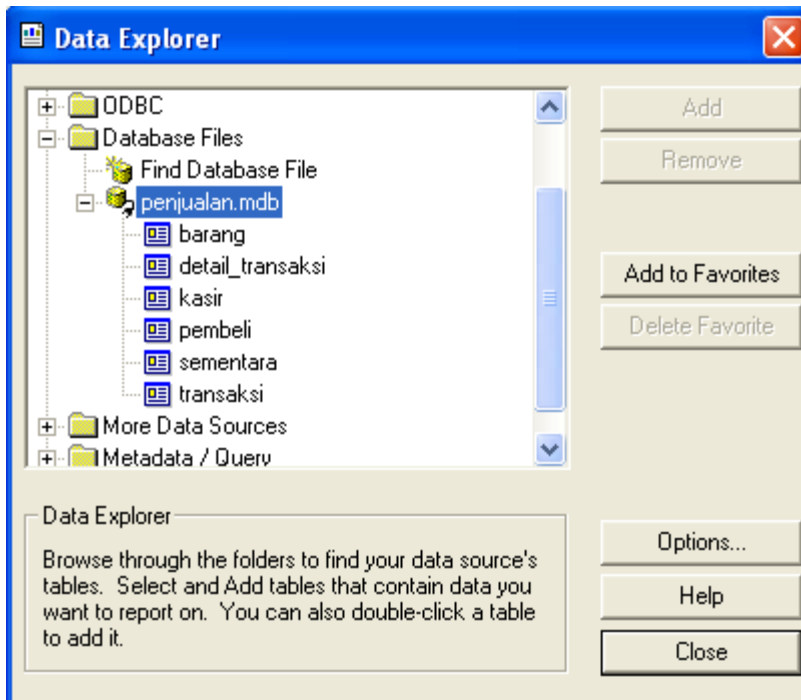 Data Explorer
ODBC
Database Files
Find Database File
penjualan.mdb
barang
detail_transaksi
kasir
pembeli
sementara
transaksi
More Data Sources
Metadata / Query
Add
Remove
Add to Favorites
Delete Favorite
Data Explorer
Browse through the folders to find your data source's
tables. Select and Add tables that contain data you
want to report on. You can also double-click a table
to add it.
Options...
Help
Close